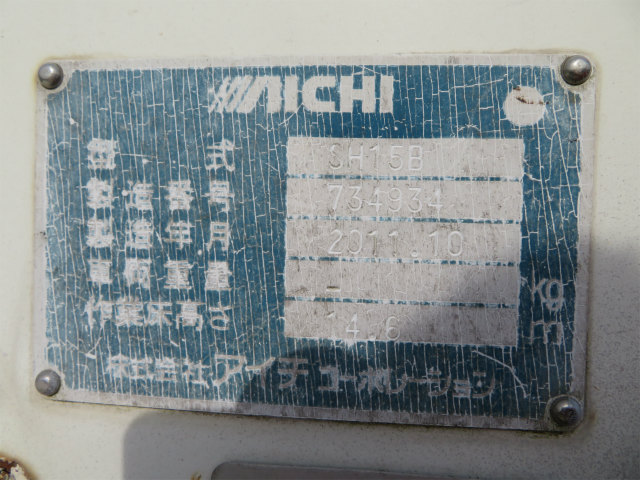 AICHI
型式 SH15B
製造番号 734934
製造年月 2011.10
車両重量 - kg
作業床高さ 14.6 m
株式会社アイチコーポレーション